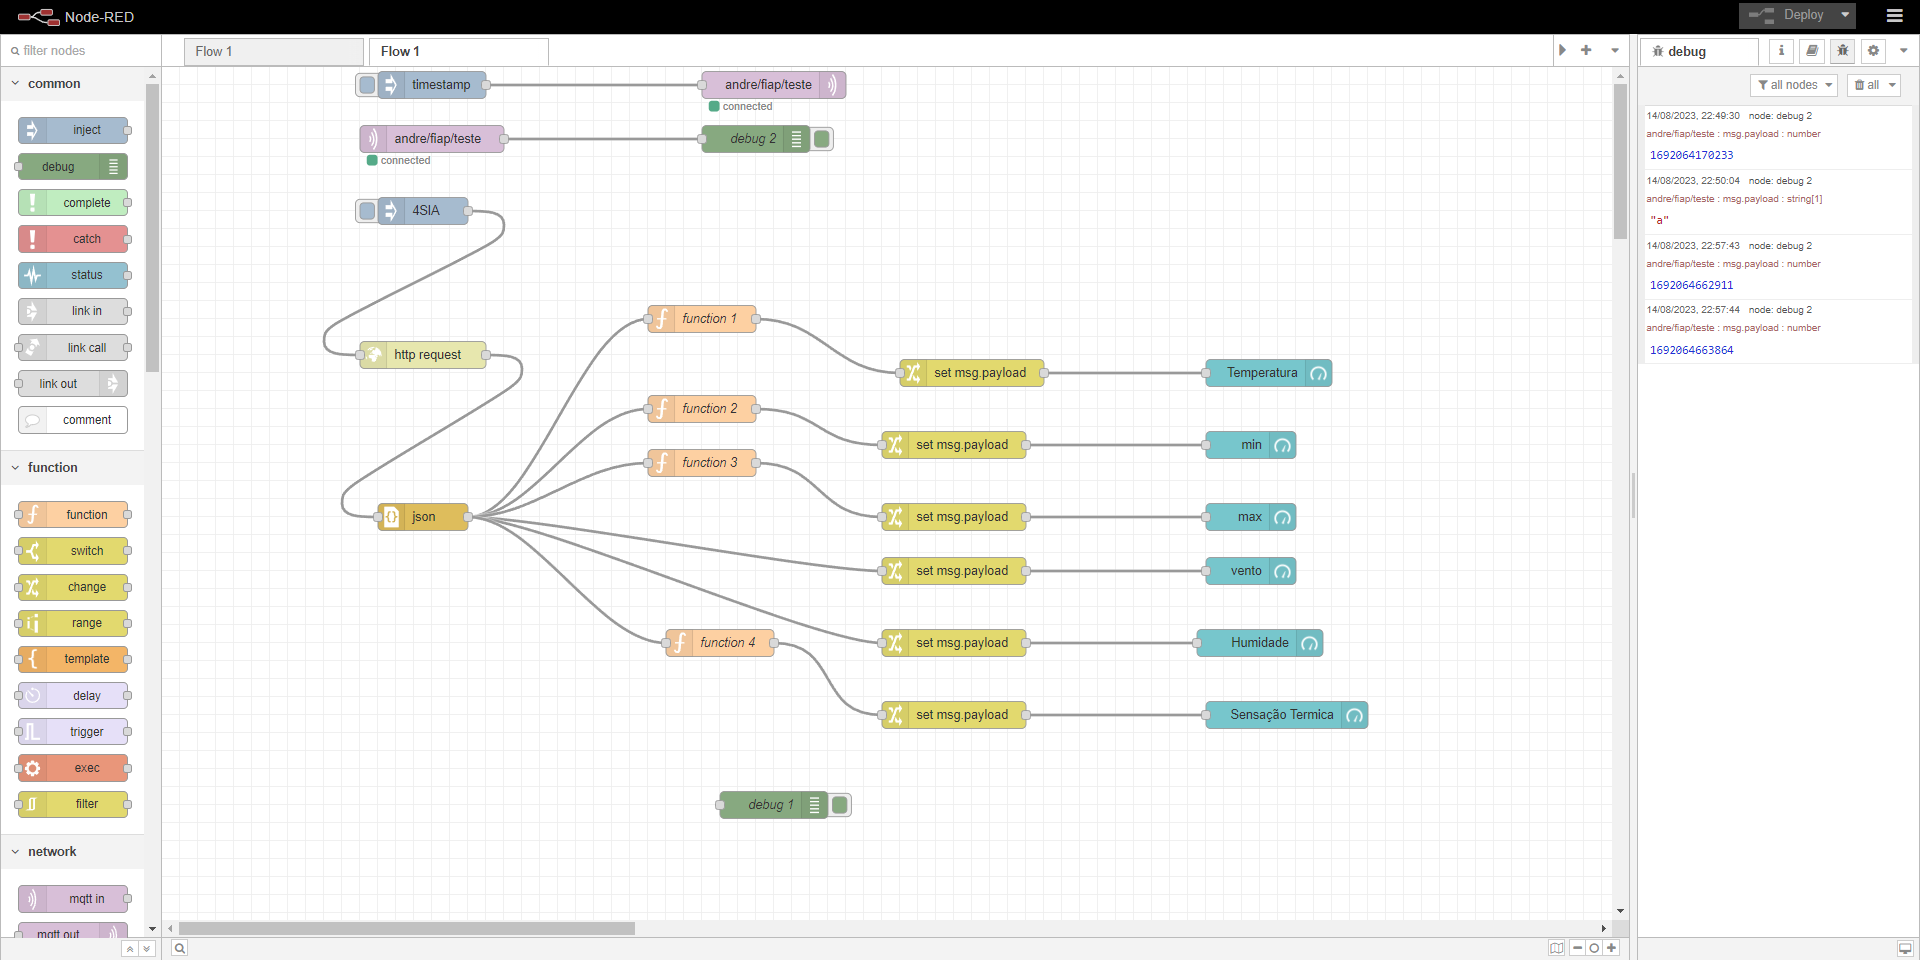 Node-RED
Deploy
filter nodes
Flow 1
Flow 1
debug
all nodes
all
common
inject
debug
complete
catch
status
link in
link call
link out
comment
function
function
switch
change
range
template
delay
trigger
exec
filter
network
mqtt in
mqtt out
timestamp
andre/fiap/teste
connected
andre/fiap/teste
debug 2
connected
4SIA
http request
json
function 1
set msg.payload
Temperatura
function 2
set msg.payload
min
function 3
set msg.payload
max
set msg.payload
vento
function 4
set msg.payload
Humidade
set msg.payload
Sensação Termica
debug 1
14/08/2023, 22:49:30 node: debug 2
andre/fiap/teste : msg.payload : number
1692064170233
14/08/2023, 22:50:04 node: debug 2
andre/fiap/teste : msg.payload : string[1]
"a"
14/08/2023, 22:57:43 node: debug 2
andre/fiap/teste : msg.payload : number
1692064662911
14/08/2023, 22:57:44 node: debug 2
andre/fiap/teste : msg.payload : number
1692064663864